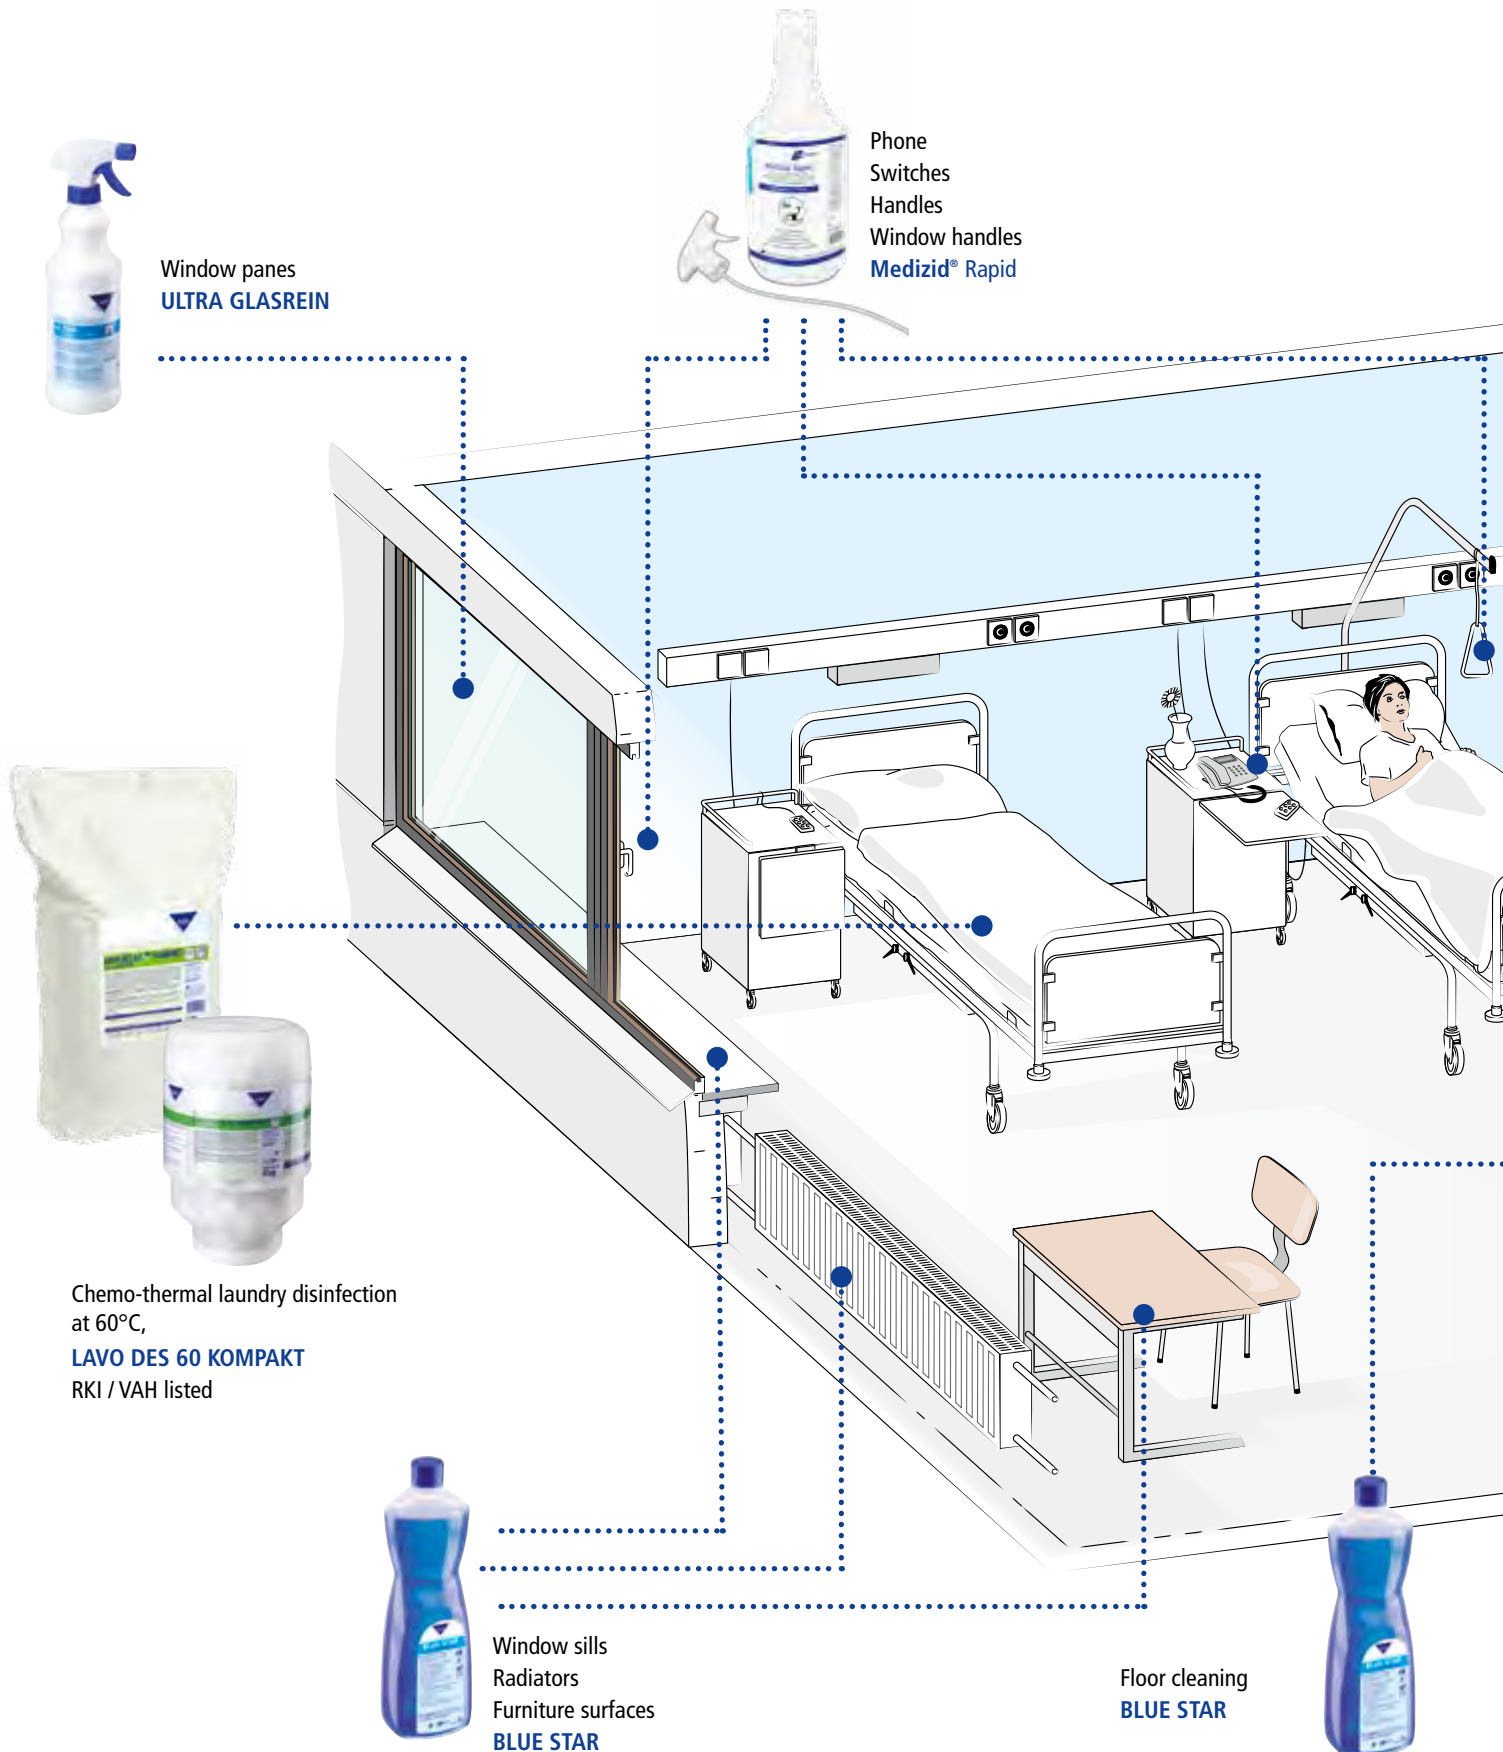 Phone
Switches
Handles
Window handles
Medizid® Rapid
Window panes
ULTRA GLASREIN
Chemo-thermal laundry disinfection
at 60°C,
LAVO DES 60 KOMPAKT
RKI / VAH listed
Window sills
Radiators
Furniture surfaces
BLUE STAR
Floor cleaning
BLUE STAR